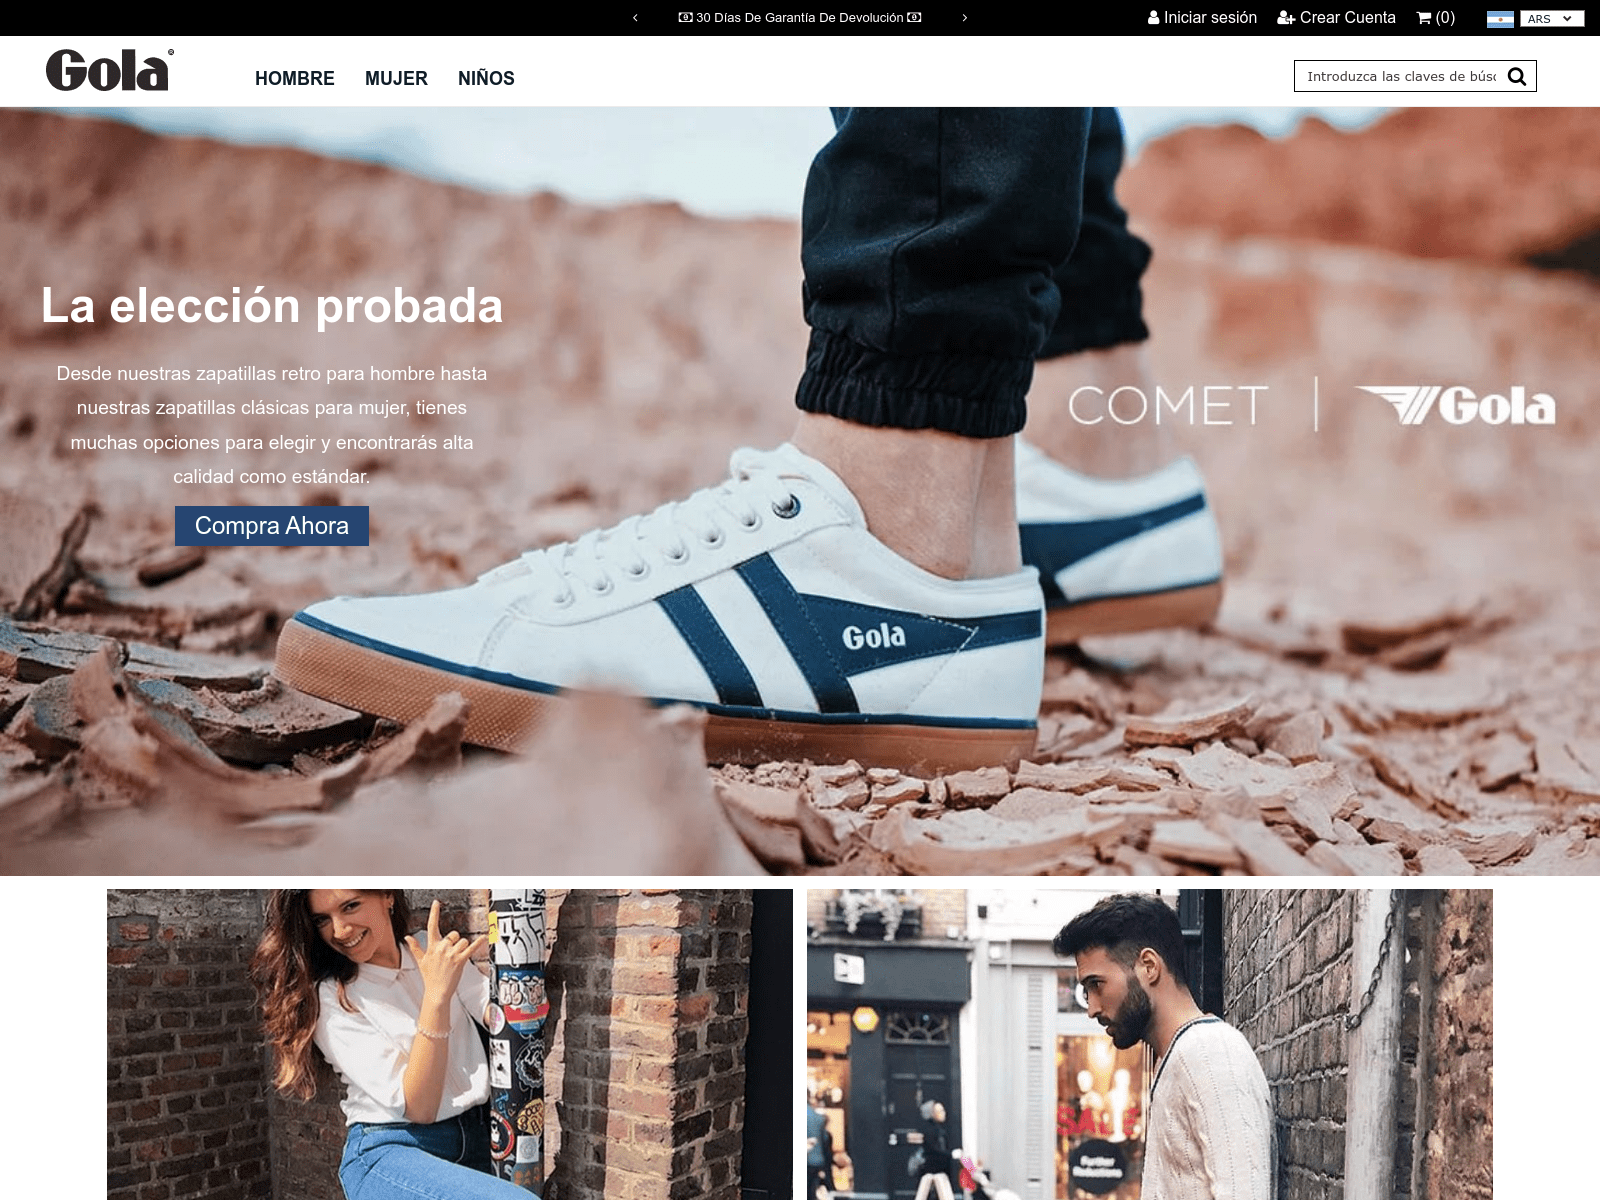 30 Días De Garantía De Devolución
Iniciar sesión
Crear Cuenta
(0)
ARS
Gola®
HOMBRE
MUJER
NIÑOS
Introduzca las claves de búsc
La elección probada
Desde nuestras zapatillas retro para hombre hasta
nuestras zapatillas clásicas para mujer, tienes
muchas opciones para elegir y encontrarás alta
calidad como estándar.
Compra Ahora
COMET | Gola
Gola
SALE